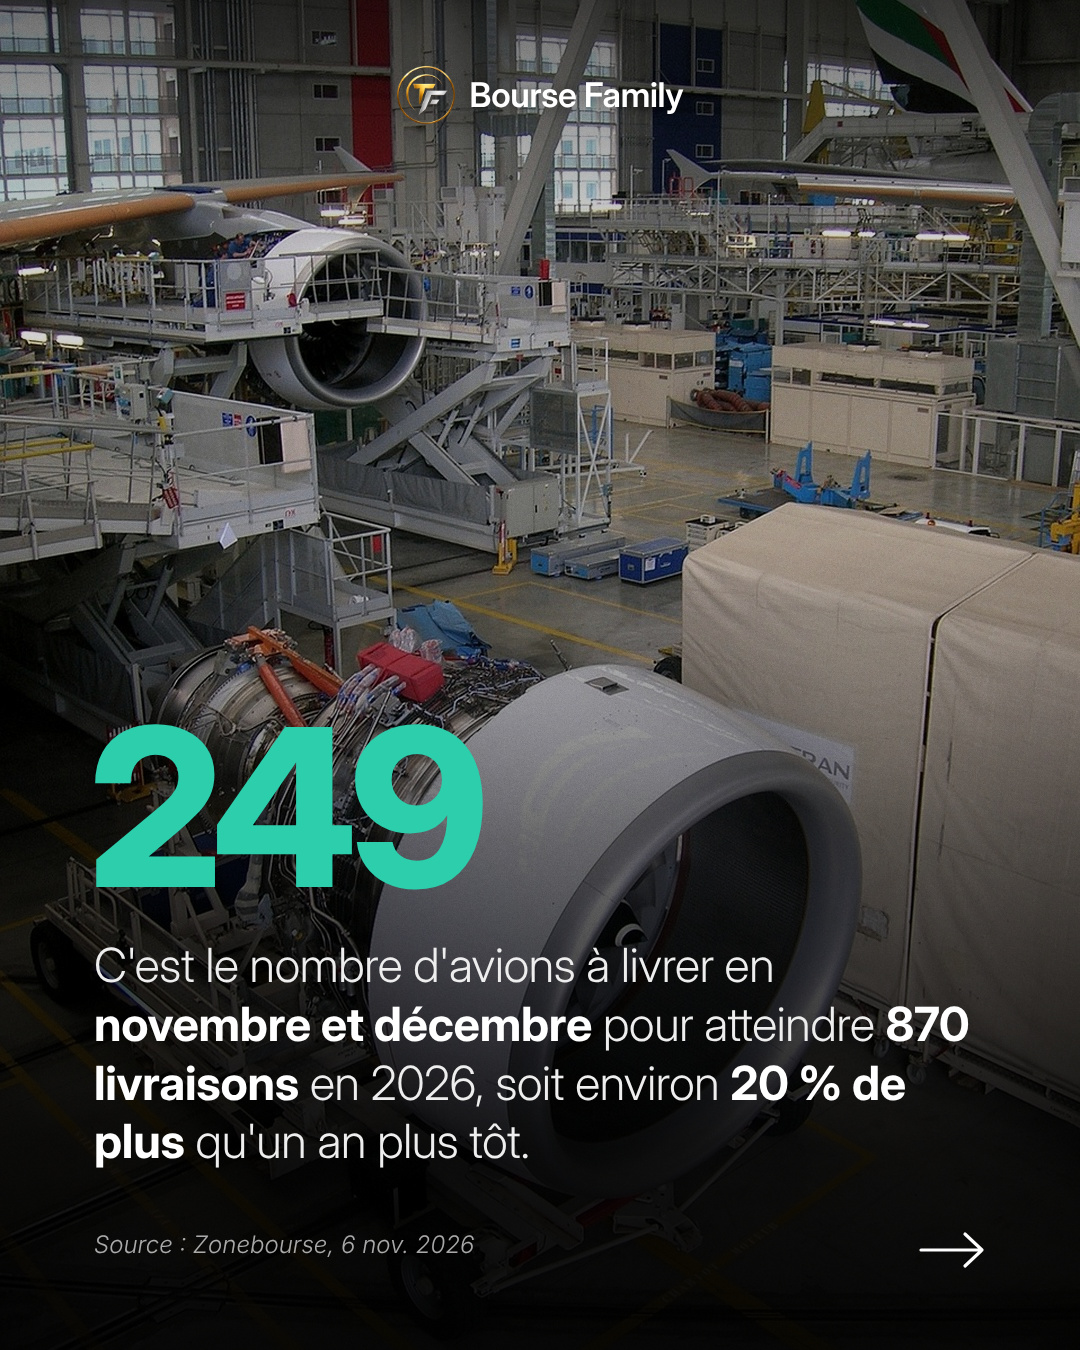 Bourse Family
RAN
249
C'est le nombre d'avions à livrer en
novembre et décembre pour atteindre 870
livraisons en 2026, soit environ 20 % de
plus qu'un an plus tôt.
Source : Zonebourse, 6 nov. 2026